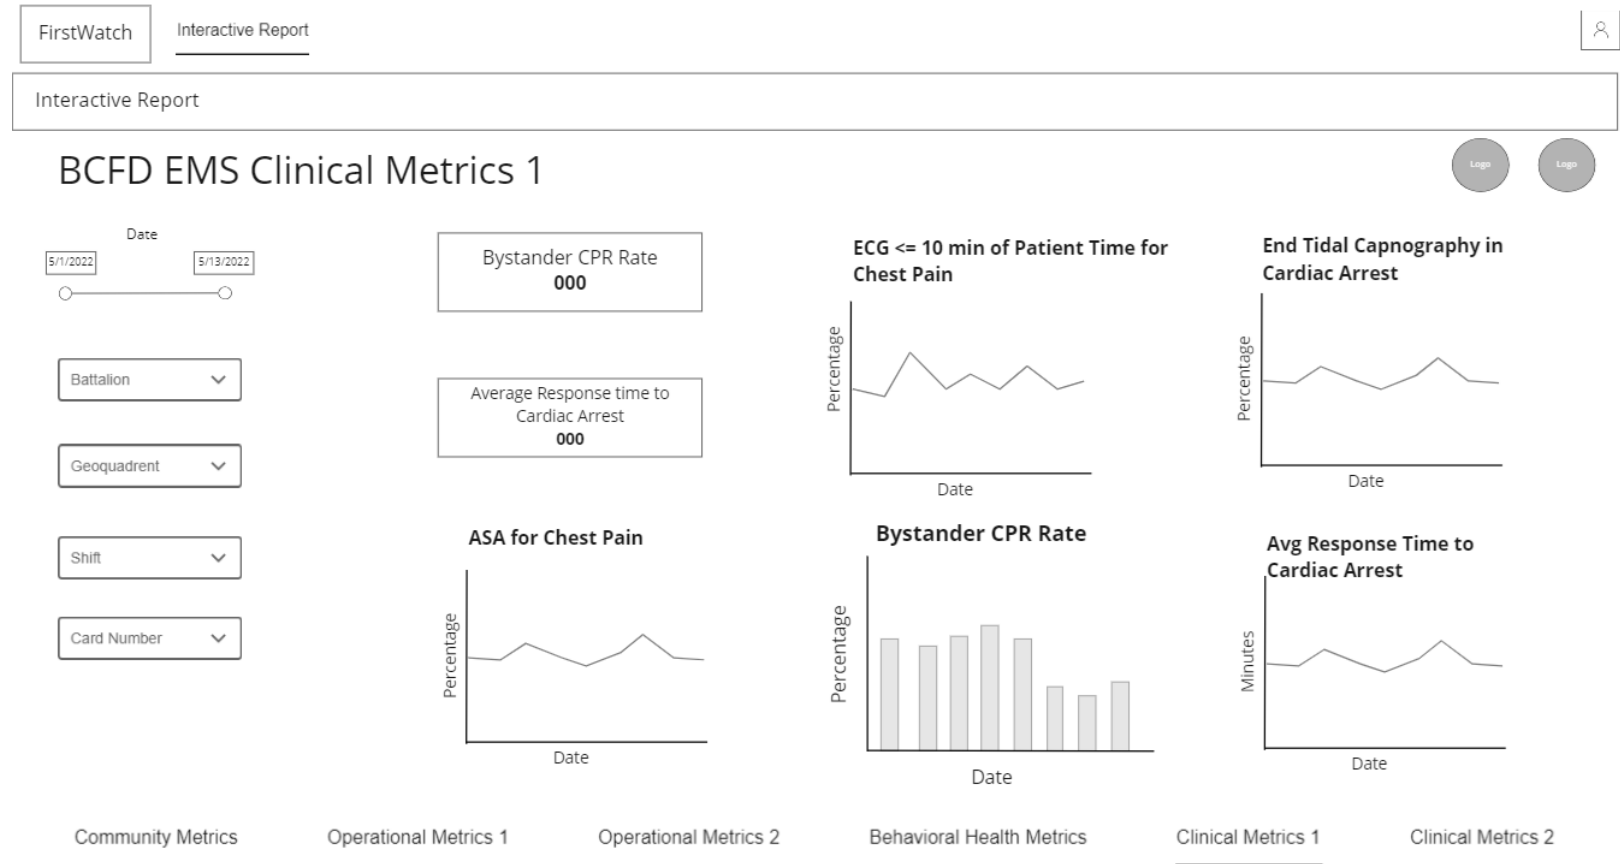 FirstWatch
Interactive Report
Interactive Report
BCFD EMS Clinical Metrics 1
Logo
Logo
Date
5/1/2022
5/13/2022
Battalion
Geoquadrent
Shift
Card Number
Bystander CPR Rate
000
Average Response time to
Cardiac Arrest
000
ECG <= 10 min of Patient Time for
Chest Pain
Percentage
Date
End Tidal Capnography in
Cardiac Arrest
Percentage
Date
ASA for Chest Pain
Percentage
Date
Bystander CPR Rate
Percentage
Date
Avg Response Time to
Cardiac Arrest
Minutes
Date
Community Metrics
Operational Metrics 1
Operational Metrics 2
Behavioral Health Metrics
Clinical Metrics 1
Clinical Metrics 2